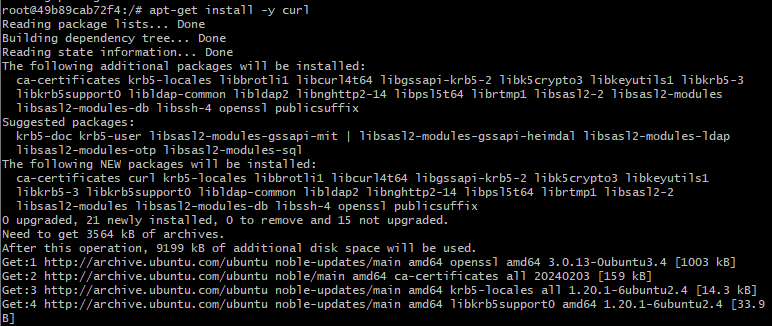 root@49b89cab72f4:/# apt-get install -y curl
Reading package lists... Done
Building dependency tree... Done
Reading state information... Done
The following additional packages will be installed:
  ca-certificates krb5-locales libbrotli1 libcurl4t64 libgssapi-krb5-2 libk5crypto3 libkeyutils1 libkrb5-3
  libkrb5support0 libldap-common libldap2 libnghttp2-14 libpsl5t64 librtmp1 libsasl2-2 libsasl2-modules
  libsasl2-modules-db libssh-4 openssl publicsuffix
Suggested packages:
  krb5-doc krb5-user libsasl2-modules-gssapi-mit | libsasl2-modules-gssapi-heimdal libsasl2-modules-ldap
  libsasl2-modules-otp libsasl2-modules-sql
The following NEW packages will be installed:
  ca-certificates curl krb5-locales libbrotli1 libcurl4t64 libgssapi-krb5-2 libk5crypto3 libkeyutils1
  libkrb5-3 libkrb5support0 libldap-common libldap2 libnghttp2-14 libpsl5t64 librtmp1 libsasl2-2
  libsasl2-modules libsasl2-modules-db libssh-4 openssl publicsuffix
0 upgraded, 21 newly installed, 0 to remove and 15 not upgraded.
Need to get 3564 kB of archives.
After this operation, 9199 kB of additional disk space will be used.
Get:1 http://archive.ubuntu.com/ubuntu noble-updates/main amd64 openssl amd64 3.0.13-0ubuntu3.4 [1003 kB]
Get:2 http://archive.ubuntu.com/ubuntu noble/main amd64 ca-certificates all 20240203 [159 kB]
Get:3 http://archive.ubuntu.com/ubuntu noble-updates/main amd64 krb5-locales all 1.20.1-6ubuntu2.4 [14.3 kB]
Get:4 http://archive.ubuntu.com/ubuntu noble-updates/main amd64 libkrb5support0 amd64 1.20.1-6ubuntu2.4 [33.9
B]